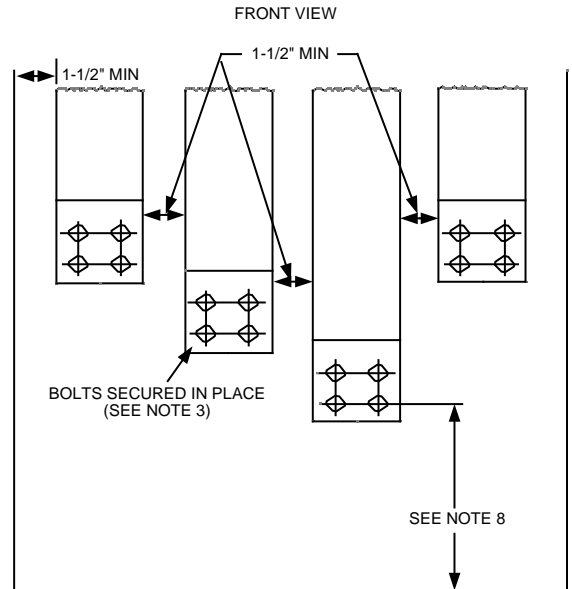 FRONT VIEW
1-1/2" MIN
1-1/2" MIN
BOLTS SECURED IN PLACE
(SEE NOTE 3)
SEE NOTE 8